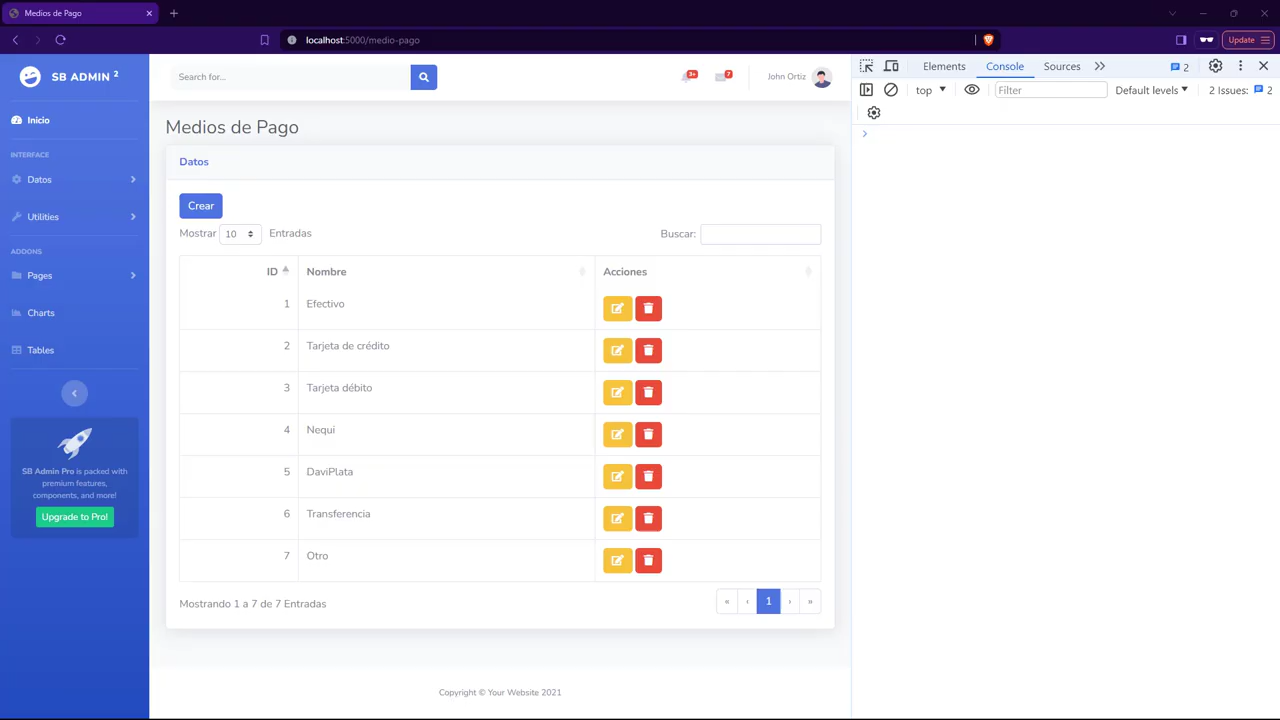 Medios de Pago
localhost:5000/medio-pago
Update
SB ADMIN 2
Inicio
INTERFACE
Datos
Utilities
ADDONS
Pages
Charts
Tables
SB Admin Pro is packed with
premium features,
components, and more!
Upgrade to Pro!
Search for...
3+
7
John Ortiz
Medios de Pago
Datos
Crear
Mostrar 10 Entradas
Buscar:
ID Nombre Acciones
1 Efectivo
2 Tarjeta de crédito
3 Tarjeta débito
4 Nequi
5 DaviPlata
6 Transferencia
7 Otro
Mostrando 1 a 7 de 7 Entradas
« ‹ 1 › »
Copyright © Your Website 2021
Elements Console Sources 2
top Filter Default levels 2 Issues: 2